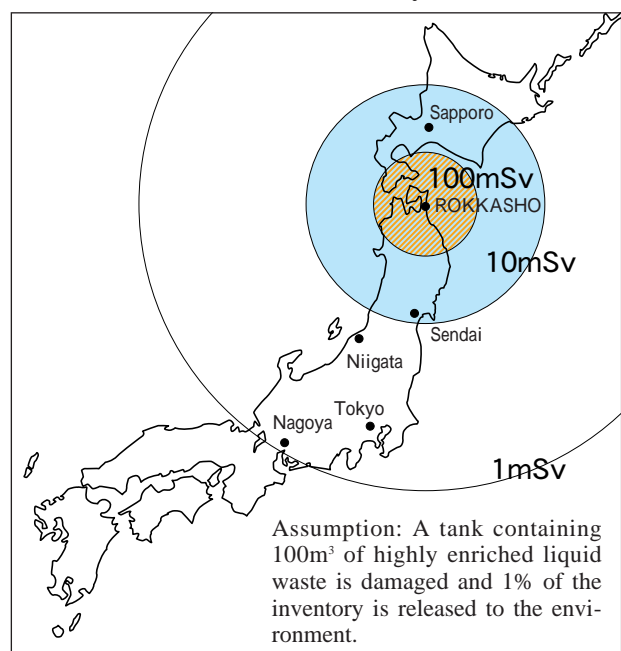 Sapporo
100mSv
ROKKASHO
10mSv
Sendai
Niigata
Tokyo
Nagoya
1mSv
Assumption: A tank containing
100m³ of highly enriched liquid
waste is damaged and 1% of the
inventory is released to the envi-
ronment.